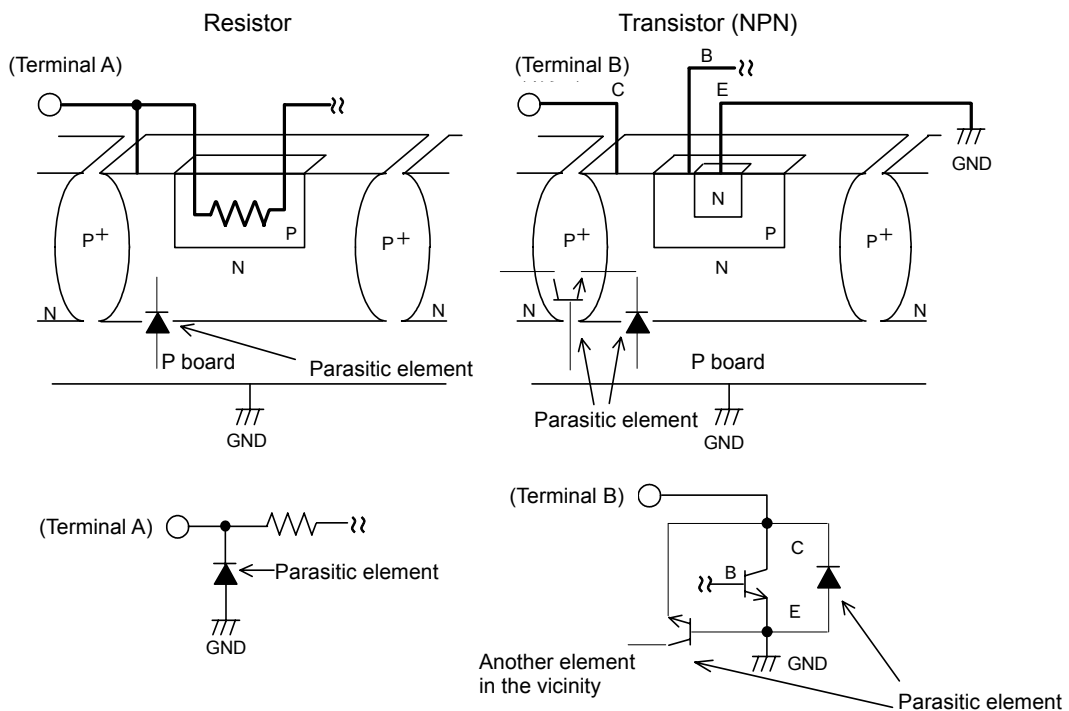 Resistor
(Terminal A)
P+
P
N
P+
N
N
P board
Parasitic element
GND
Transistor (NPN)
(Terminal B)
B
C
E
GND
N
P+
P
P+
N
N
N
P board
Parasitic element
GND
(Terminal A)
Parasitic element
GND
(Terminal B)
C
B
E
GND
Another element
in the vicinity
Parasitic element